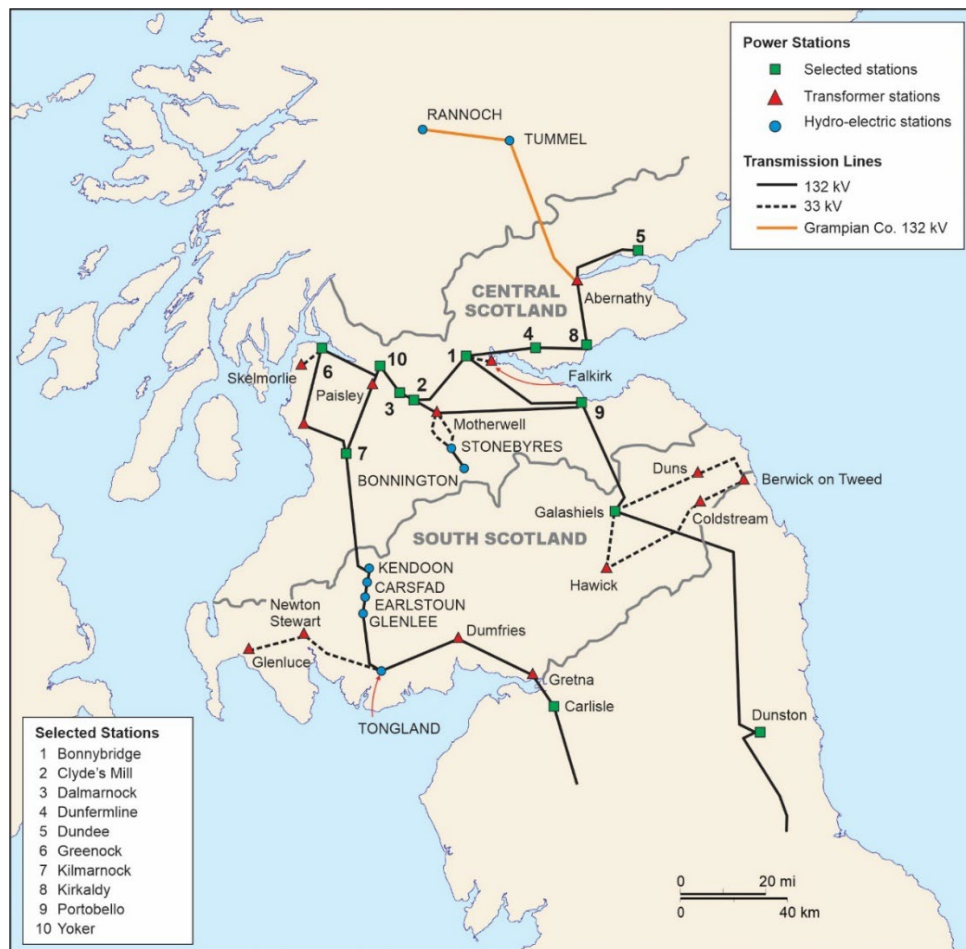 Power Stations
Selected stations
Transformer stations
Hydro-electric stations
Transmission Lines
132 kV
33 kV
Grampian Co. 132 kV
RANNOCH
TUMMEL
5
Abernathy
CENTRAL
SCOTLAND
4
8
1
10
Falkirk
Skelmorlie
6
Paisley
2
3
9
Motherwell
STONEBYRES
7
BONNINGTON
Duns
Berwick on Tweed
Galashiels
Coldstream
SOUTH SCOTLAND
Hawick
KENDOON
CARSFAD
EARLSTOUN
GLENLEE
Newton
Stewart
Dumfries
Glenluce
Gretna
Carlisle
TONGLAND
Dunston
Selected Stations
1 Bonnybridge
2 Clyde's Mill
3 Dalmarnock
4 Dunfermline
5 Dundee
6 Greenock
7 Kilmarnock
8 Kirkaldy
9 Portobello
10 Yoker
0 20 mi
0 40 km